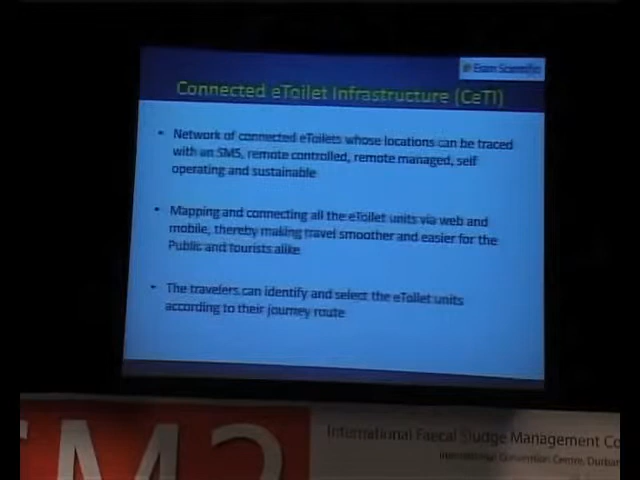 Eram Scientific
Connected eToilet Infrastructure (CeTI)
• Network of connected eToilets whose locations can be traced
with an SMS, remote controlled, remote managed, self
operating and sustainable
• Mapping and connecting all the eToilet units via web and
mobile, thereby making travel smoother and easier for the
Public and tourists alike
• The travelers can identify and select the eToilet units
according to their journey route
SM2
International Faecal Sludge Management Co
International Convention Centre, Durban